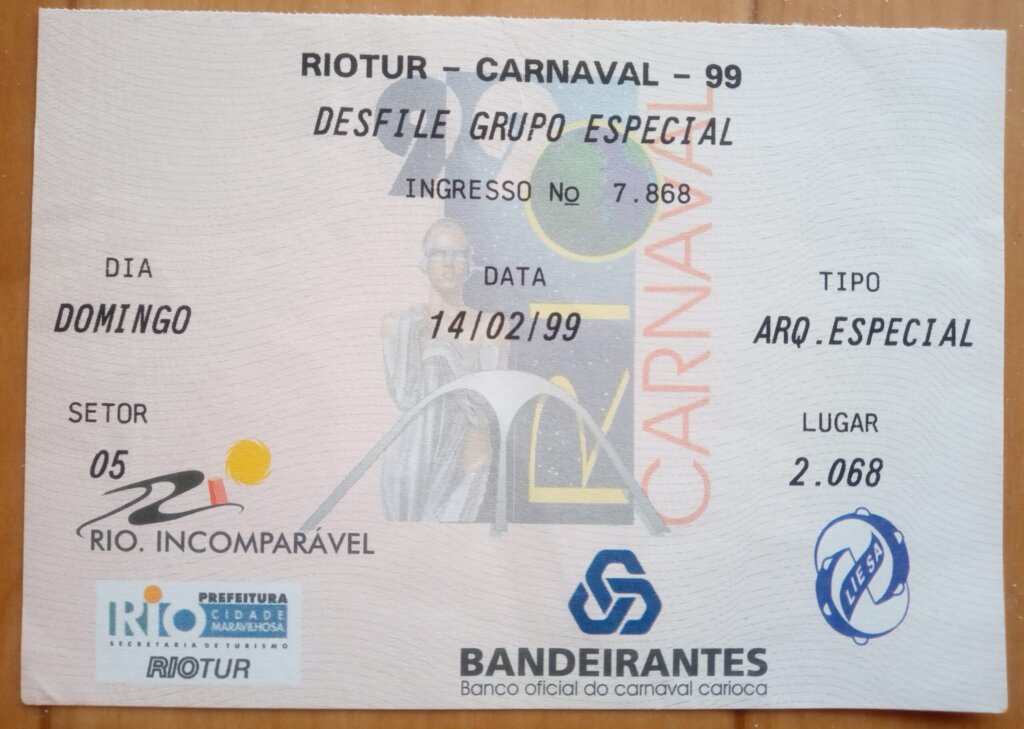 RIOTUR – CARNAVAL – 99
DESFILE GRUPO ESPECIAL
INGRESSO Nº 7.868
DIA
DOMINGO
DATA
14/02/99
TIPO
ARQ.ESPECIAL
SETOR
05
LUGAR
2.068
99
RIO
CARNAVAL
RIO. INCOMPARÁVEL
LIESA
Rio PREFEITURA
CIDADE
MARAVILHOSA
SECRETARIA DE TURISMO
RIOTUR
BANDEIRANTES
Banco oficial do carnaval carioca